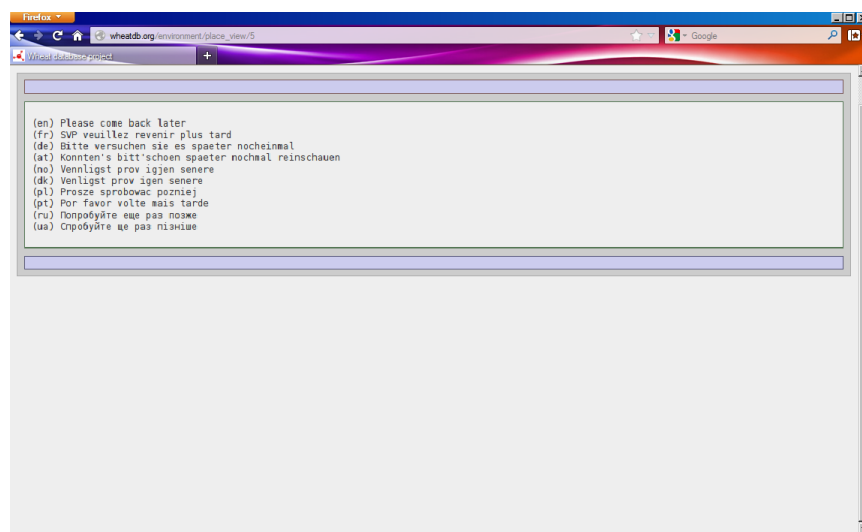 Firefox
wheatdb.org/environment/place_view/5
Google
Wheat database project
(en) Please come back later
(fr) SVP veuillez revenir plus tard
(de) Bitte versuchen sie es spaeter nocheinmal
(at) Konnten's bitt'schoen spaeter nochmal reinschauen
(no) Vennligst prov igjen senere
(dk) Venligst prov igen senere
(pl) Prosze sprobowac pozniej
(pt) Por favor volte mais tarde
(ru) Попробуйте еще раз позже
(ua) Спробуйте ще раз пізніше